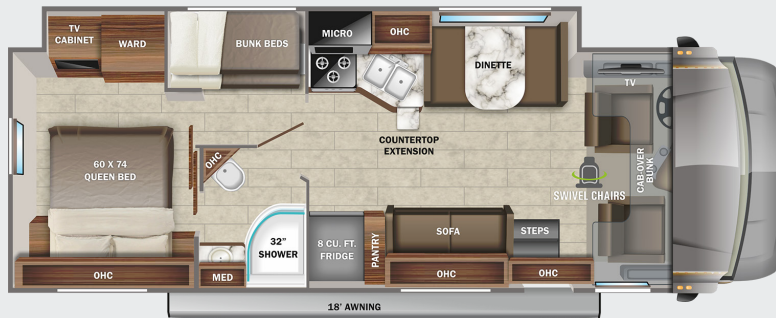 TV
CABINET
WARD
BUNK BEDS
MICRO
OHC
DINETTE
TV
COUNTERTOP
EXTENSION
OHC
60 X 74
QUEEN BED
SWIVEL CHAIRS
CAB-OVER
BUNK
32"
SHOWER
8 CU. FT.
FRIDGE
PANTRY
SOFA
STEPS
OHC
MED
OHC
OHC
18' AWNING